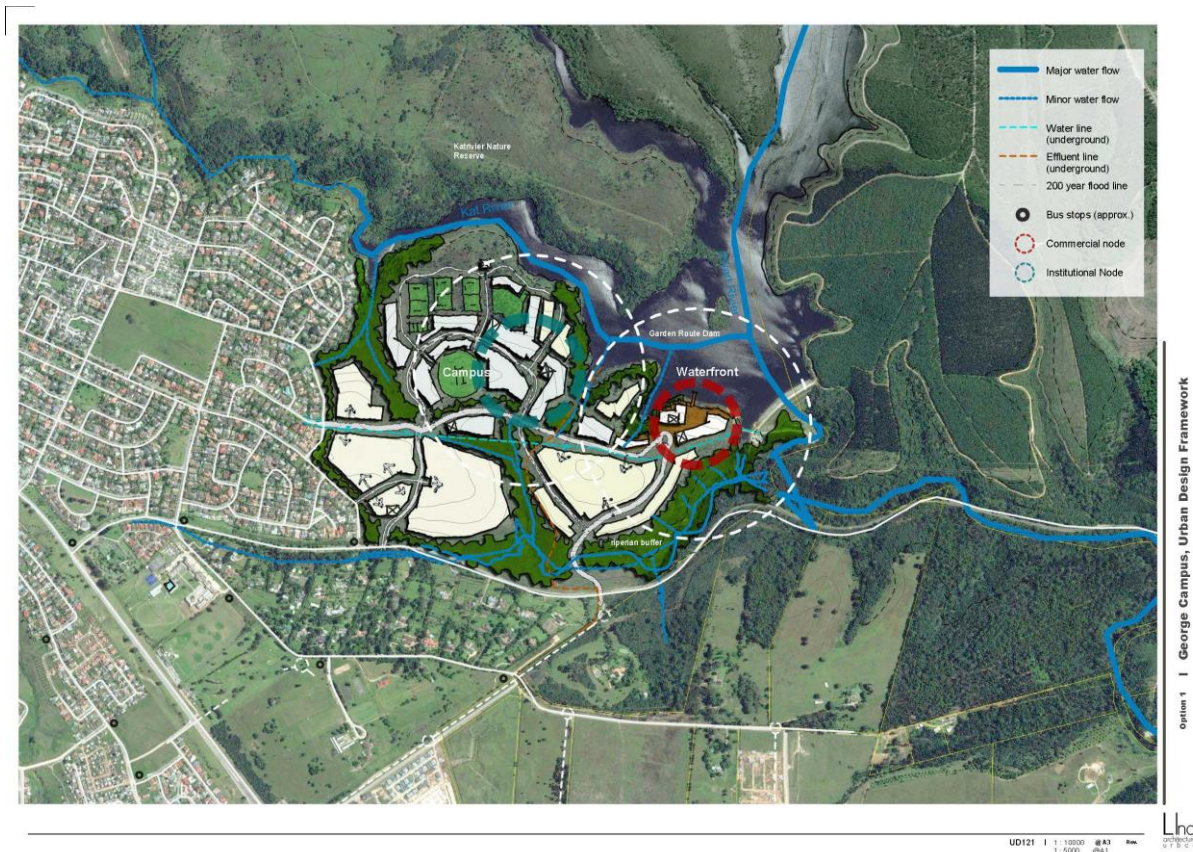 Major water flow
Minor water flow
Water line
(underground)
Effluent line
(underground)
200 year flood line
Bus stops (approx.)
Commercial node
Institutional Node
Katrivier Nature
Reserve
Kat River
Garden Route Dam
Campus
Waterfront
riperian buffer
Option 1 I George Campus, Urban Design Framework
UD121 I 1 : 10000 @A3
1 : 5000 @A1